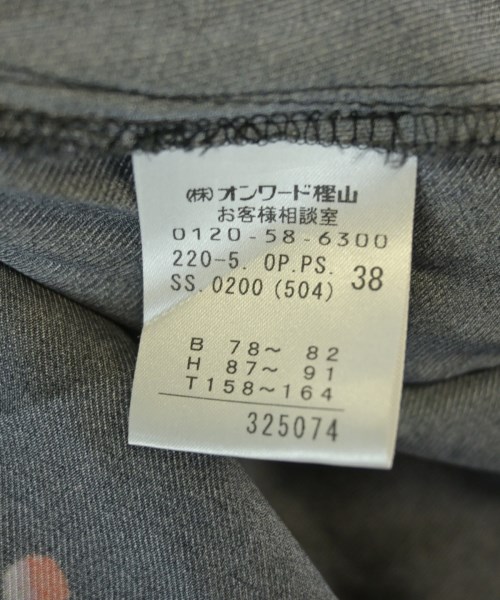 (株)オンワード樫山
お客様相談室
0120-58-6300
220-5. OP.PS. 38
SS. 0200 (504)
B 78~ 82
H 87~ 91
T158~164
325074